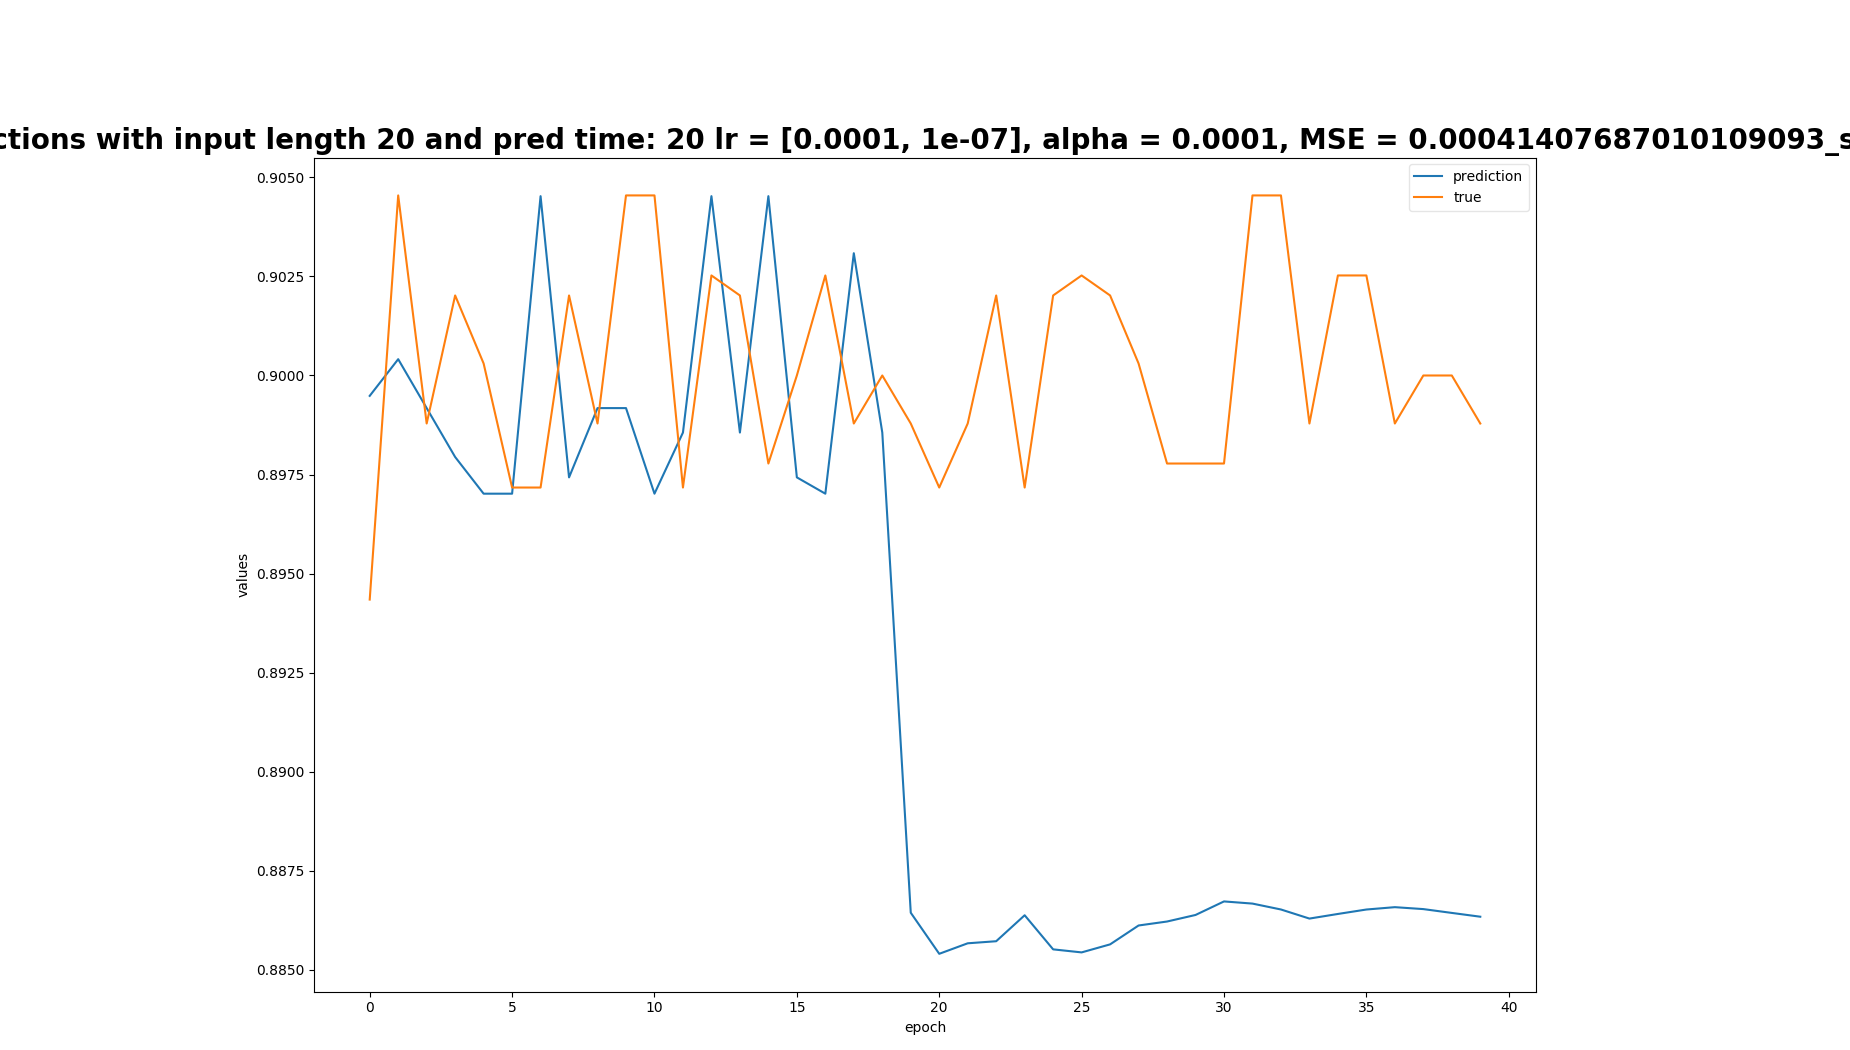 ctions with input length 20 and pred time: 20 lr = [0.0001, 1e-07], alpha = 0.0001, MSE = 0.00041407687010109093_s
prediction
true
0.9050
0.9025
0.9000
0.8975
0.8950
0.8925
0.8900
0.8875
0.8850
values
0 5 10 15 20 25 30 35 40
epoch